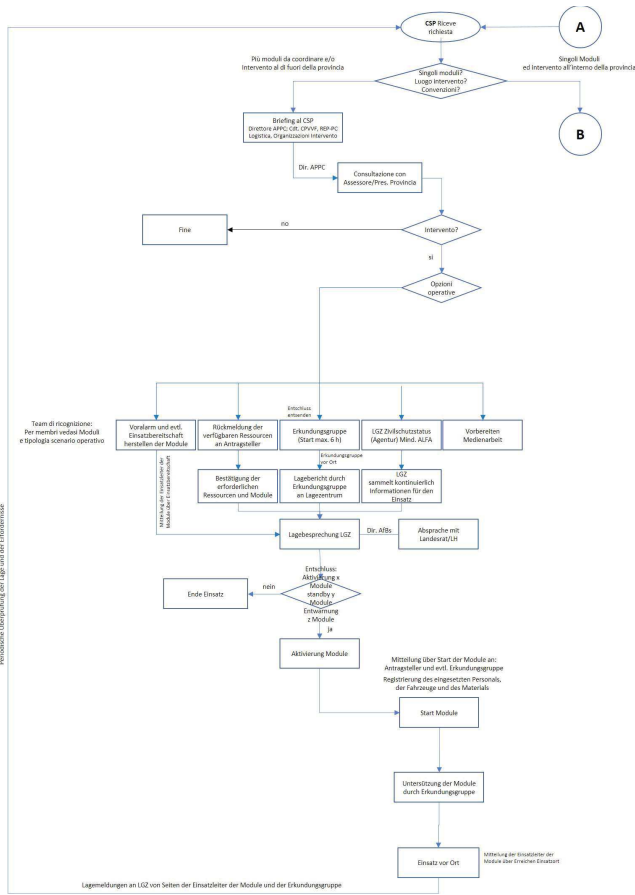 CSP Riceve
richiesta
A
Più moduli da coordinare e/o
Intervento al di fuori della provincia
Singoli Moduli
ed intervento all'interno della provincia
Singoli moduli?
Luogo intervento?
Convenzioni?
Briefing al CSP
Direttore APPC; Cdt. CPVVF, REP-PC
Logistica, Organizzazioni Intervento
B
Dir. APPC
Consultazione con
Assessore/Pres. Provincia
Fine
no
Intervento?
si
Opzioni
operative
Team di ricognizione:
Per membri vedasi Moduli
e tipologia scenario operativo
Entschluss
entsenden
Voralarm und evtl.
Einsatzbereitschaft
herstellen der Module
Rückmeldung der
verfügbaren Ressourcen
an Antragsteller
Erkundungsgruppe
(Start max. 6 h)
LGZ Zivilschutzstatus
(Agentur) Mind. ALFA
Vorbereiten
Medienarbeit
Mitteilung der Einsatzleiter der
Module über Einsatzbereitschaft
Erkundungsgruppe
vor Ort
Bestätigung der
erforderlichen
Ressourcen und Module
Lagebericht durch
Erkundungsgruppe
an Lagezentrum
LGZ
sammelt kontinuierlich
Informationen für den
Einsatz
Lagebesprechung LGZ
Dir. AfBs
Absprache mit
Landesrat/LH
Entschluss:
Aktivierung x
Module
standby y
Module
Entwarnung
z Module
nein
Ende Einsatz
ja
Aktivierung Module
Mitteilung über Start der Module an:
Antragsteller und evtl. Erkundungsgruppe
Registrierung des eingesetzten Personals,
der Fahrzeuge und des Materials
Start Module
Untersützung der Module
durch Erkundungsgruppe
Einsatz vor Ort
Mitteilung der Einsatzleiter der
Module über Erreichen Einsatzort
Lagemeldungen an LGZ von Seiten der Einsatzleiter der Module und der Erkundungsgruppe
Periodische Überprüfung der Lage und der Erfordernisse